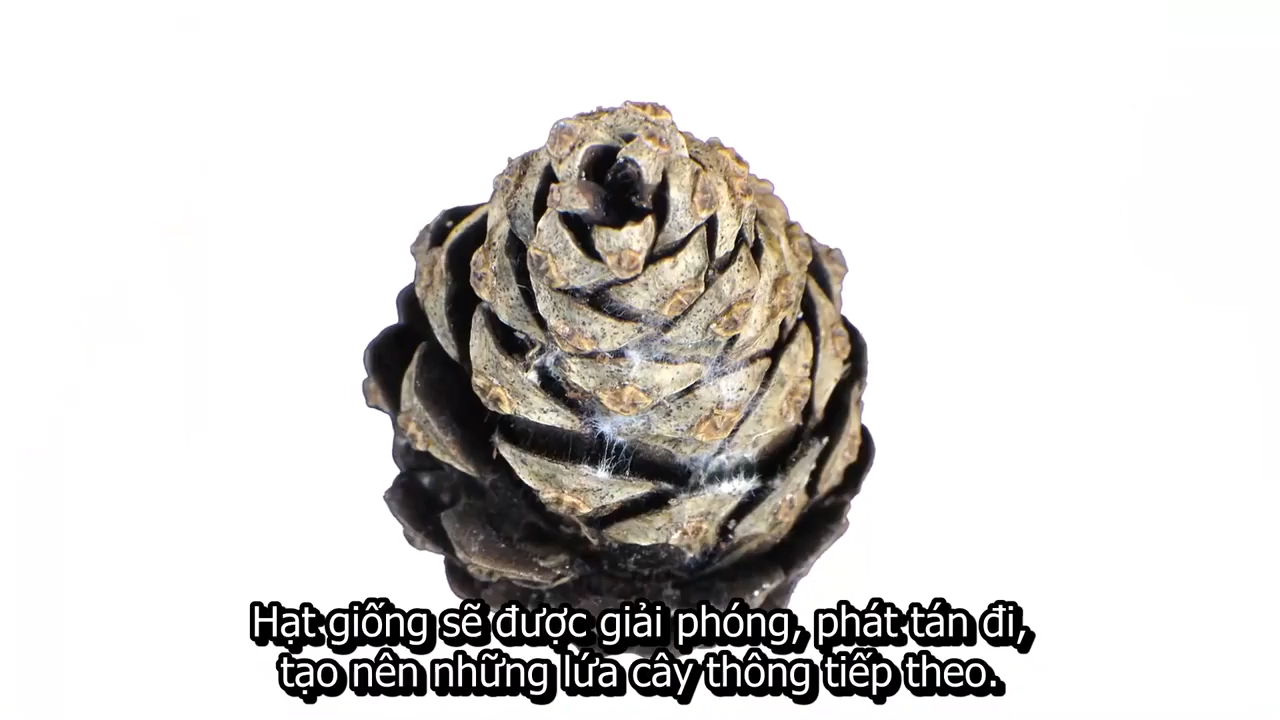 Hạt giống sẽ được giải phóng, phát tán đi,
tạo nên những lứa cây thông tiếp theo.